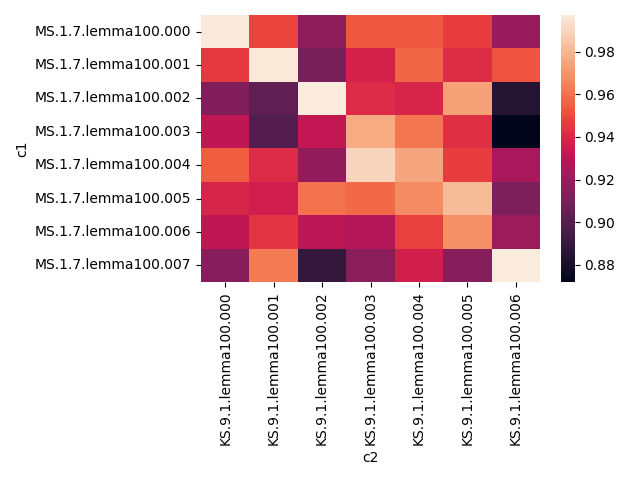 MS.1.7.lemma100.000
MS.1.7.lemma100.001
MS.1.7.lemma100.002
MS.1.7.lemma100.003
MS.1.7.lemma100.004
MS.1.7.lemma100.005
MS.1.7.lemma100.006
MS.1.7.lemma100.007
c1
KS.9.1.lemma100.000
KS.9.1.lemma100.001
KS.9.1.lemma100.002
KS.9.1.lemma100.003
KS.9.1.lemma100.004
KS.9.1.lemma100.005
KS.9.1.lemma100.006
c2
0.98
0.96
0.94
0.92
0.90
0.88